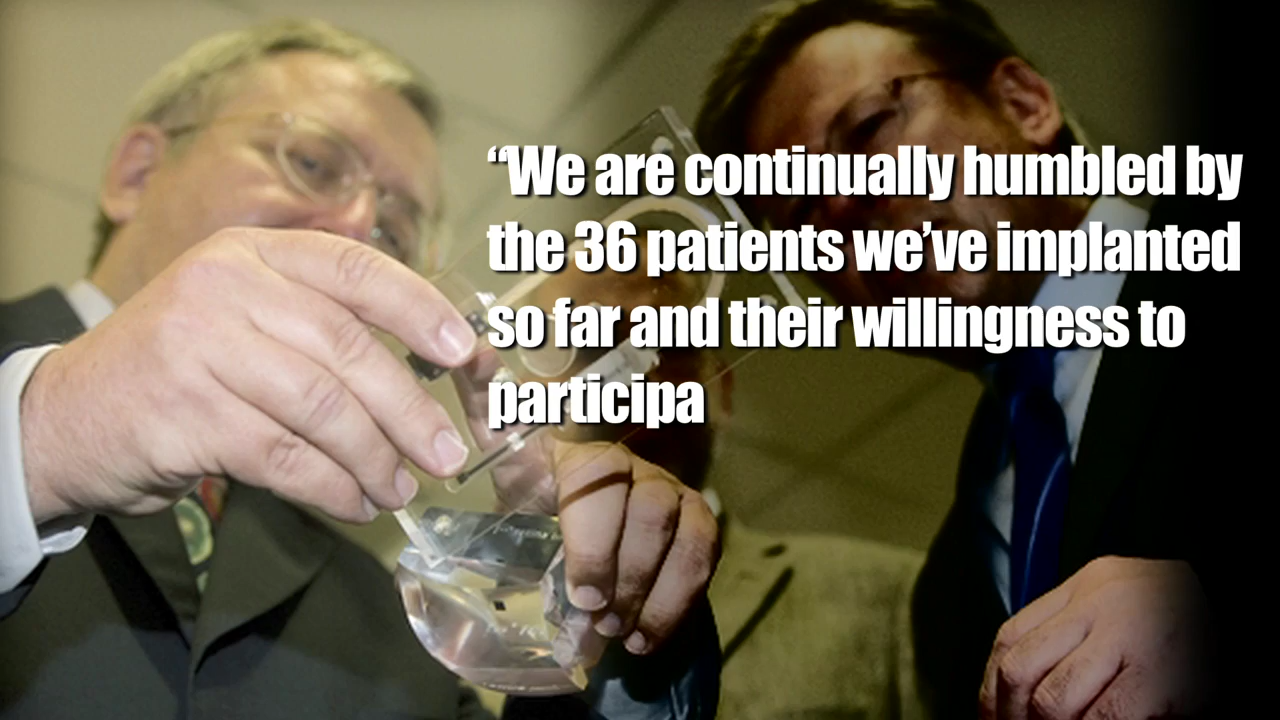 “We are continually humbled by
the 36 patients we’ve implanted
so far and their willingness to
participa